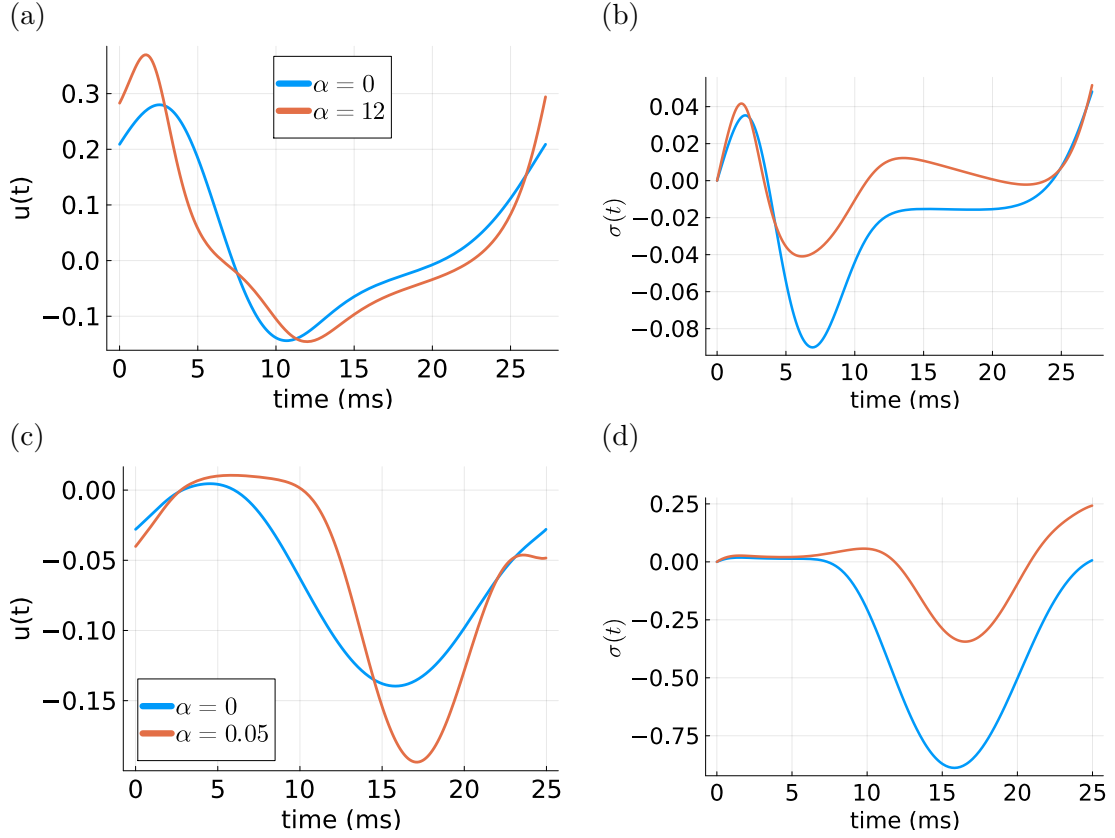 (a)
(b)
u(t)
0.3
0.2
0.1
0.0
−0.1
α = 0
α = 12
0 5 10 15 20 25
time (ms)
σ(t)
0.04
0.02
0.00
−0.02
−0.04
−0.06
−0.08
0 5 10 15 20 25
time (ms)
(c)
(d)
u(t)
0.00
−0.05
−0.10
−0.15
α = 0
α = 0.05
0 5 10 15 20 25
time (ms)
σ(t)
0.25
0.00
−0.25
−0.50
−0.75
0 5 10 15 20 25
time (ms)